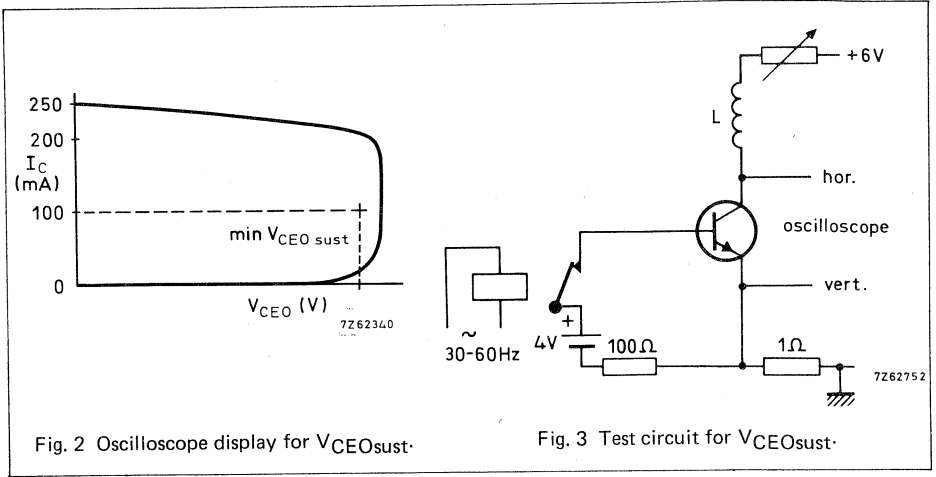 250
200
I_C
(mA)
100
min V_CEO sust
0
V_CEO (V)
7Z62340
+6V
L
hor.
oscilloscope
vert.
~
30-60Hz
+
4V
100Ω
1Ω
7Z62752
Fig. 2 Oscilloscope display for V_CEOsust.
Fig. 3 Test circuit for V_CEOsust.